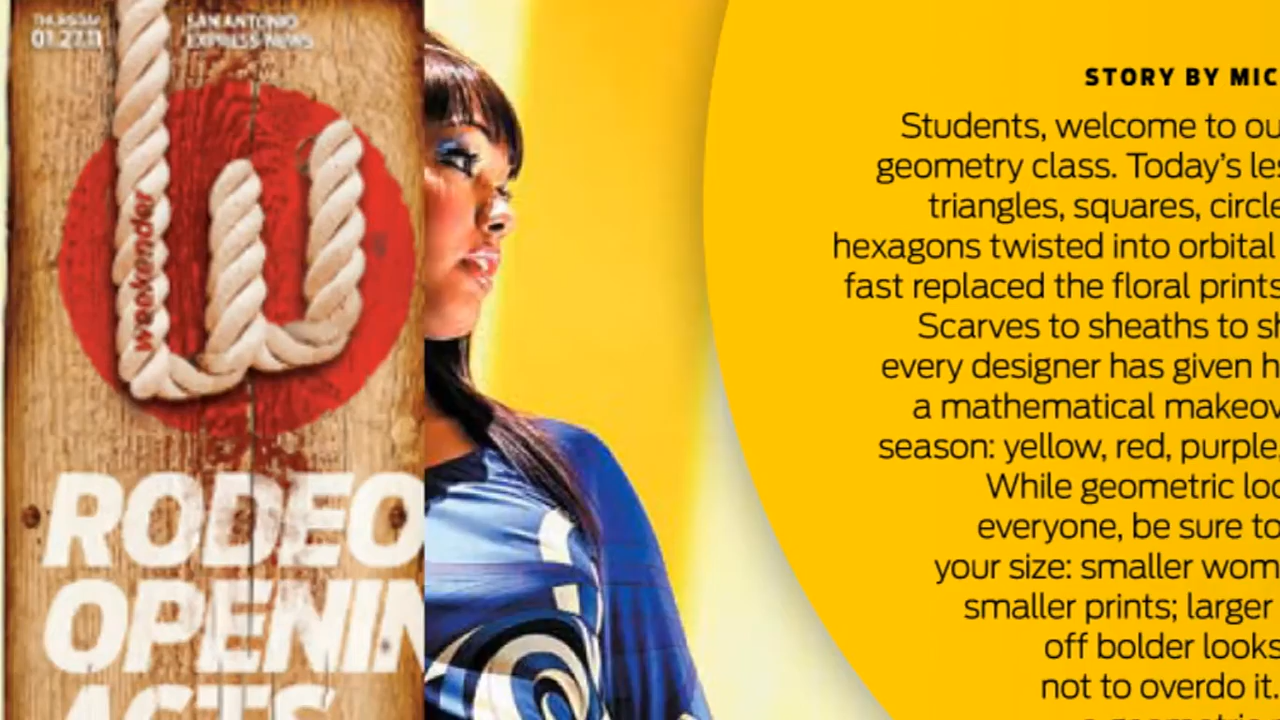 THURSDAY
01.27.11
SAN ANTONIO
EXPRESS-NEWS
weekender
RODEO
OPENIN
ACTS
STORY BY MIC
Students, welcome to ou
geometry class. Today's les
triangles, squares, circle
hexagons twisted into orbital
fast replaced the floral prints
Scarves to sheaths to sh
every designer has given h
a mathematical makeov
season: yellow, red, purple,
While geometric loo
everyone, be sure to
your size: smaller wom
smaller prints; larger
off bolder looks
not to overdo it.
a geometric